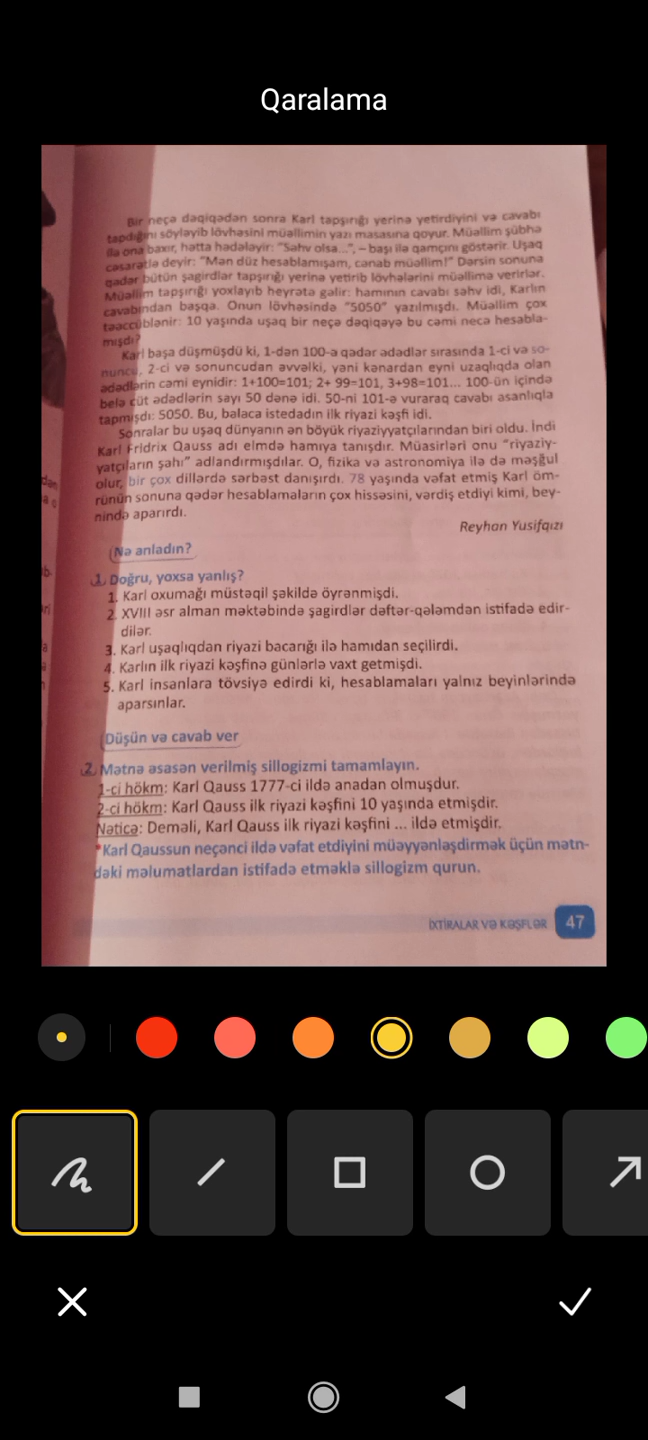 Qaralama
Bir neçə dəqiqədən sonra Karl tapşırığı yerinə yetirdiyini və cavabı
tapdığını söyləyib lövhəsini müəllimin yazı masasına qoyur. Müəllim şübhə
ilə ona baxır, hətta hədələyir: "Səhv olsa...", – başı ilə qamçını göstərir. Uşaq
cəsarətlə deyir: "Mən düz hesablamışam, cənab müəllim!" Dərsin sonuna
qədər bütün şagirdlər tapşırığı yerinə yetirib lövhələrini müəllimə verirlər.
Müəllim tapşırığı yoxlayıb heyrətə gəlir: hamının cavabı səhv idi, Karlın
cavabından başqa. Onun lövhəsində "5050" yazılmışdı. Müəllim çox
təəccüblənir: 10 yaşında uşaq bir neçə dəqiqəyə bu cəmi necə hesabla-
mışdı?
Karl başa düşmüşdü ki, 1-dən 100-ə qədər ədədlər sırasında 1-ci və so-
nuncu, 2-ci və sonuncudan əvvəlki, yəni kənardan eyni uzaqlıqda olan
ədədlərin cəmi eynidir: 1+100=101; 2+ 99=101, 3+98=101... 100-ün içində
belə cüt ədədlərin sayı 50 dənə idi. 50-ni 101-ə vuraraq cavabı asanlıqla
tapmışdı: 5050. Bu, balaca istedadın ilk riyazi kəşfi idi.
Sonralar bu uşaq dünyanın ən böyük riyaziyyatçılarından biri oldu. İndi
Karl Fridrix Qauss adı elmdə hamıya tanışdır. Müasirləri onu "riyaziy-
yatçıların şahı" adlandırmışdılar. O, fizika və astronomiya ilə də məşğul
olur, bir çox dillərdə sərbəst danışırdı. 78 yaşında vəfat etmiş Karl öm-
rünün sonuna qədər hesablamaların çox hissəsini, vərdiş etdiyi kimi, bey-
nində aparırdı.
Reyhan Yusifqızı
Nə anladın?
1. Doğru, yoxsa yanlış?
1. Karl oxumağı müstəqil şəkildə öyrənmişdi.
2. XVIII əsr alman məktəbində şagirdlər dəftər-qələmdən istifadə edir-
dilər.
3. Karl uşaqlıqdan riyazi bacarığı ilə hamıdan seçilirdi.
4. Karlın ilk riyazi kəşfinə günlərlə vaxt getmişdi.
5. Karl insanlara tövsiyə edirdi ki, hesablamaları yalnız beyinlərində
aparsınlar.
Düşün və cavab ver
2. Mətnə əsasən verilmiş sillogizmi tamamlayın.
1-ci hökm: Karl Qauss 1777-ci ildə anadan olmuşdur.
2-ci hökm: Karl Qauss ilk riyazi kəşfini 10 yaşında etmişdir.
Nəticə: Deməli, Karl Qauss ilk riyazi kəşfini ... ildə etmişdir.
*Karl Qaussun neçənci ildə vəfat etdiyini müəyyənləşdirmək üçün mətn-
dəki məlumatlardan istifadə etməklə sillogizm qurun.
İXTİRALAR VƏ KƏŞFLƏR 47